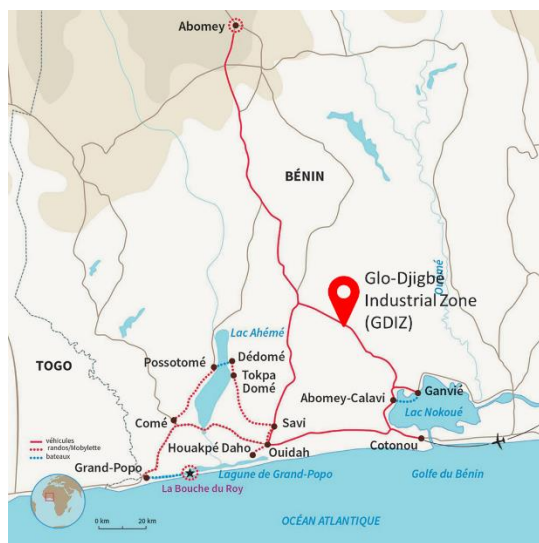 Abomey
BÉNIN
Glo-Djigbé
Industrial Zone
(GDIZ)
Ouémé
Lac Ahémé
Possotomé
Dédomé
Tokpa
Domé
TOGO
Abomey-Calavi
Ganvié
Lac Nokoué
Comé
Savi
véhicules
randos/Mobylette
bateaux
Houakpé Daho
Ouidah
Cotonou
Grand-Popo
Lagune de Grand-Popo
Golfe du Bénin
La Bouche du Roy
0 km 20 km
OCÉAN ATLANTIQUE